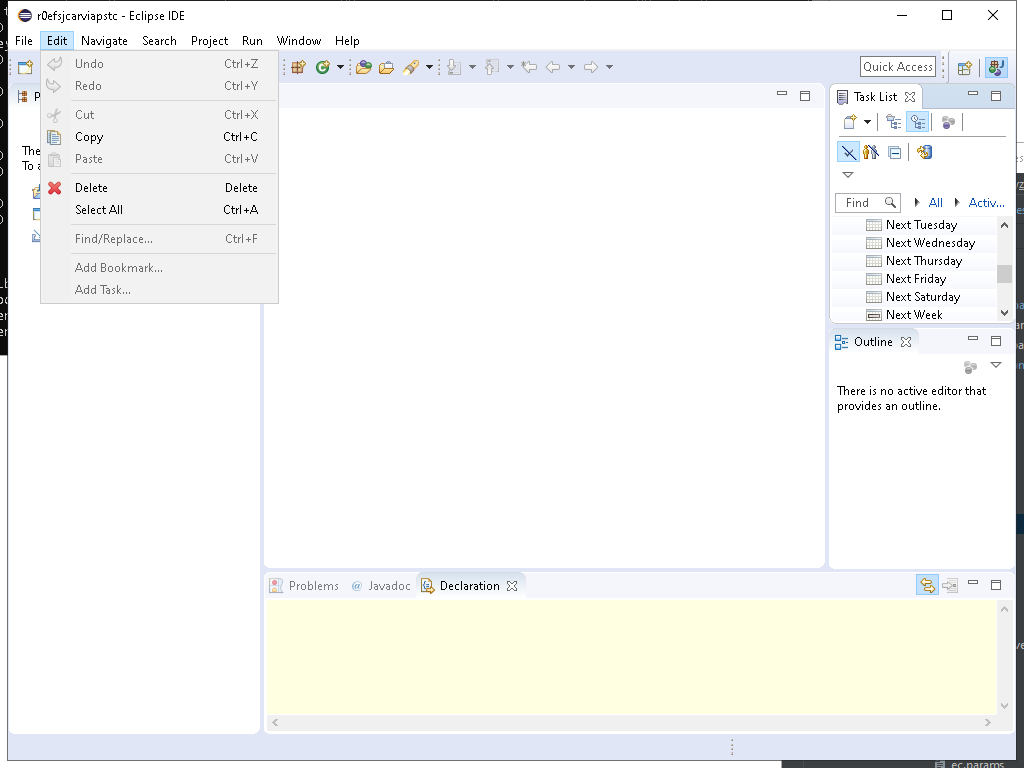 r0efsjcarviapstc - Eclipse IDE
File Edit Navigate Search Project Run Window Help
Undo Ctrl+Z
Redo Ctrl+Y
Cut Ctrl+X
Copy Ctrl+C
Paste Ctrl+V
Delete Delete
Select All Ctrl+A
Find/Replace... Ctrl+F
Add Bookmark...
Add Task...
Quick Access
The
To a
Task List
Find All Activ...
Next Tuesday
Next Wednesday
Next Thursday
Next Friday
Next Saturday
Next Week
Outline
There is no active editor that
provides an outline.
Problems @ Javadoc Declaration
ec.params